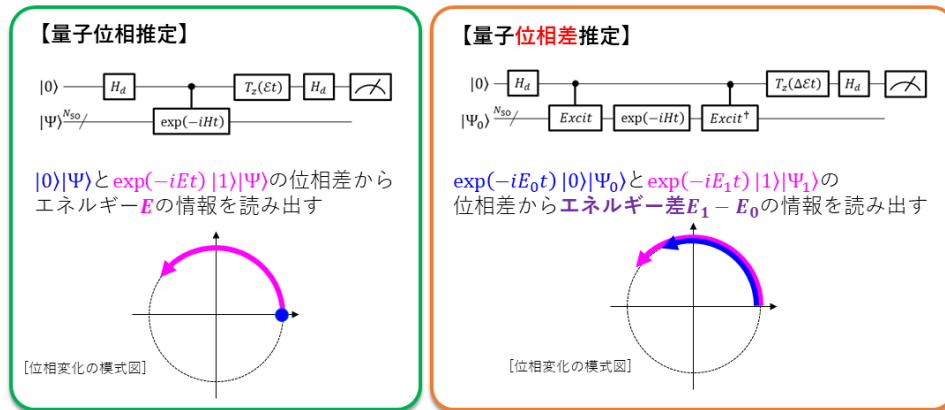 【量子位相推定】
|0⟩ H_d T_z(ℰt) H_d
|Ψ⟩ N_SO exp(−iHt)
|0⟩|Ψ⟩とexp(−iEt)|1⟩|Ψ⟩の位相差から
エネルギーEの情報を読み出す
[位相変化の模式図]
【量子位相差推定】
|0⟩ H_d T_z(Δℰt) H_d
|Ψ_0⟩ N_SO Excit exp(−iHt) Excit†
exp(−iE_0t)|0⟩|Ψ_0⟩とexp(−iE_1t)|1⟩|Ψ_1⟩の
位相差からエネルギー差E_1 − E_0の情報を読み出す
[位相変化の模式図]